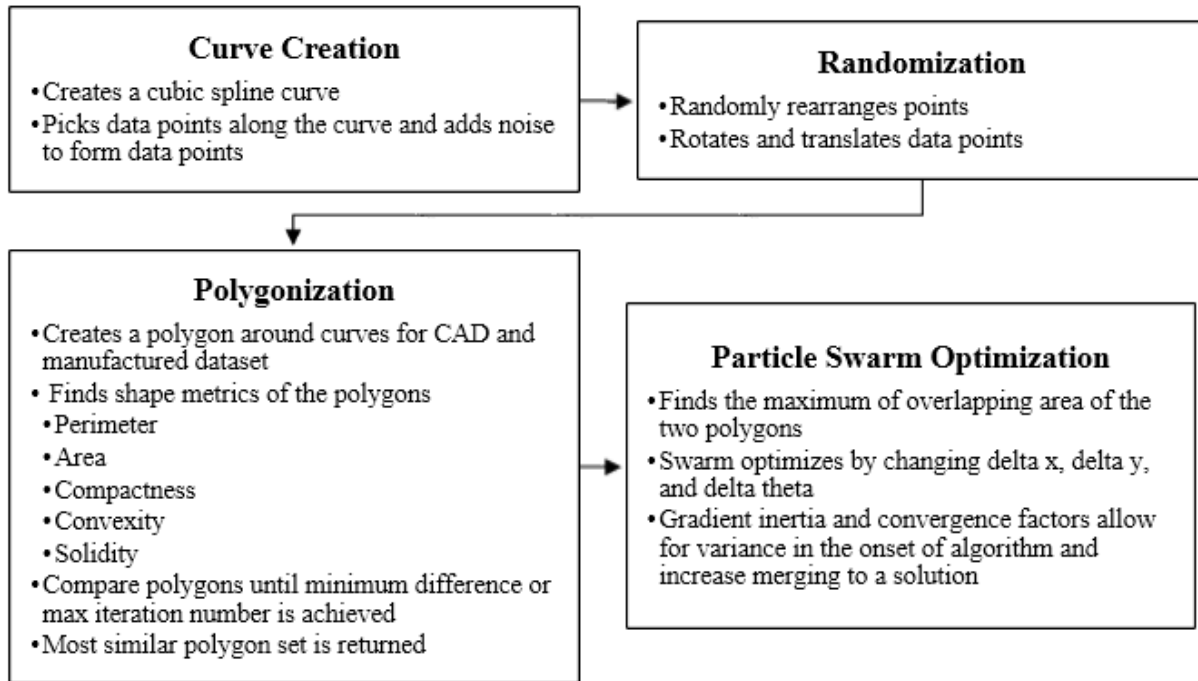 Curve Creation
•Creates a cubic spline curve
•Picks data points along the curve and adds noise
to form data points
Randomization
•Randomly rearranges points
•Rotates and translates data points
Polygonization
•Creates a polygon around curves for CAD and
manufactured dataset
• Finds shape metrics of the polygons
•Perimeter
•Area
•Compactness
•Convexity
•Solidity
•Compare polygons until minimum difference or
max iteration number is achieved
•Most similar polygon set is returned
Particle Swarm Optimization
•Finds the maximum of overlapping area of the
two polygons
•Swarm optimizes by changing delta x, delta y,
and delta theta
•Gradient inertia and convergence factors allow
for variance in the onset of algorithm and
increase merging to a solution